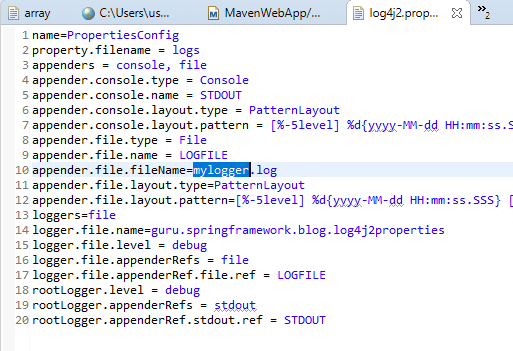 array
C:\Users\us...
MavenWebApp/...
log4j2.prop...
2
1 name=PropertiesConfig
2 property.filename = logs
3 appenders = console, file
4 appender.console.type = Console
5 appender.console.name = STDOUT
6 appender.console.layout.type = PatternLayout
7 appender.console.layout.pattern = [%-5level] %d{yyyy-MM-dd HH:mm:ss.
8 appender.file.type = File
9 appender.file.name = LOGFILE
10 appender.file.fileName=mylogger.log
11 appender.file.layout.type=PatternLayout
12 appender.file.layout.pattern=[%-5level] %d{yyyy-MM-dd HH:mm:ss.SSS} [
13 loggers=file
14 logger.file.name=guru.springframework.blog.log4j2properties
15 logger.file.level = debug
16 logger.file.appenderRefs = file
17 logger.file.appenderRef.file.ref = LOGFILE
18 rootLogger.level = debug
19 rootLogger.appenderRefs = stdout
20 rootLogger.appenderRef.stdout.ref = STDOUT